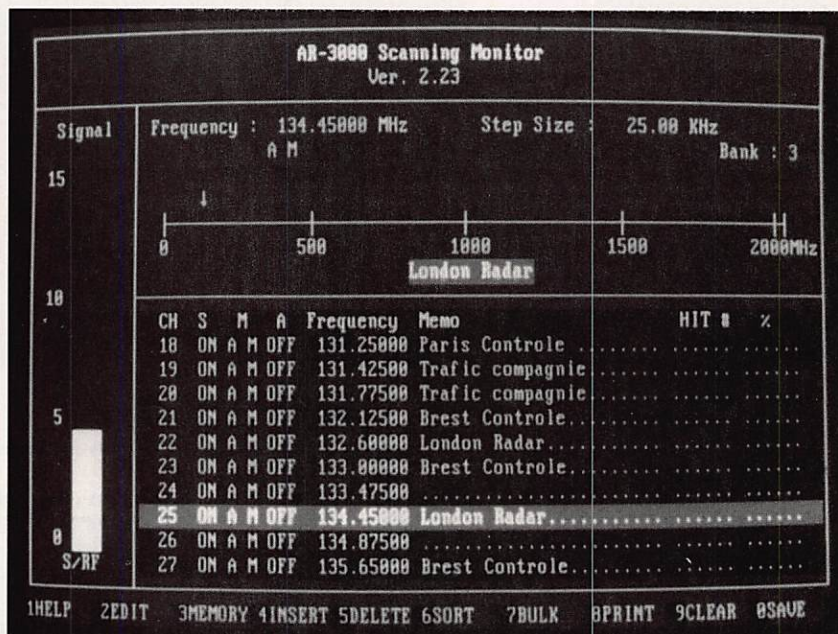 AR-3000 Scanning Monitor
Ver. 2.23
Signal
Frequency : 134.45000 MHz Step Size : 25.00 KHz
A M Bank : 3
15
0 500 1000 1500 2000MHz
London Radar
10
CH S M A Frequency Memo HIT # %
18 ON A M OFF 131.25000 Paris Controle ......... ...... ......
19 ON A M OFF 131.42500 Trafic compagnie ....... ...... ......
20 ON A M OFF 131.77500 Trafic compagnie ....... ...... ......
5
21 ON A M OFF 132.12500 Brest Controle.......... ...... ......
22 ON A M OFF 132.60000 London Radar............ ...... ......
23 ON A M OFF 133.00000 Brest Controle.......... ...... ......
24 ON A M OFF 133.47500 ........................ ...... ......
25 ON A M OFF 134.45000 London Radar............ ...... ......
0
26 ON A M OFF 134.87500 ........................ ...... ......
27 ON A M OFF 135.65000 Brest Controle.......... ...... ......
S/RF
1HELP 2EDIT 3MEMORY 4INSERT 5DELETE 6SORT 7BULK 8PRINT 9CLEAR 0SAVE